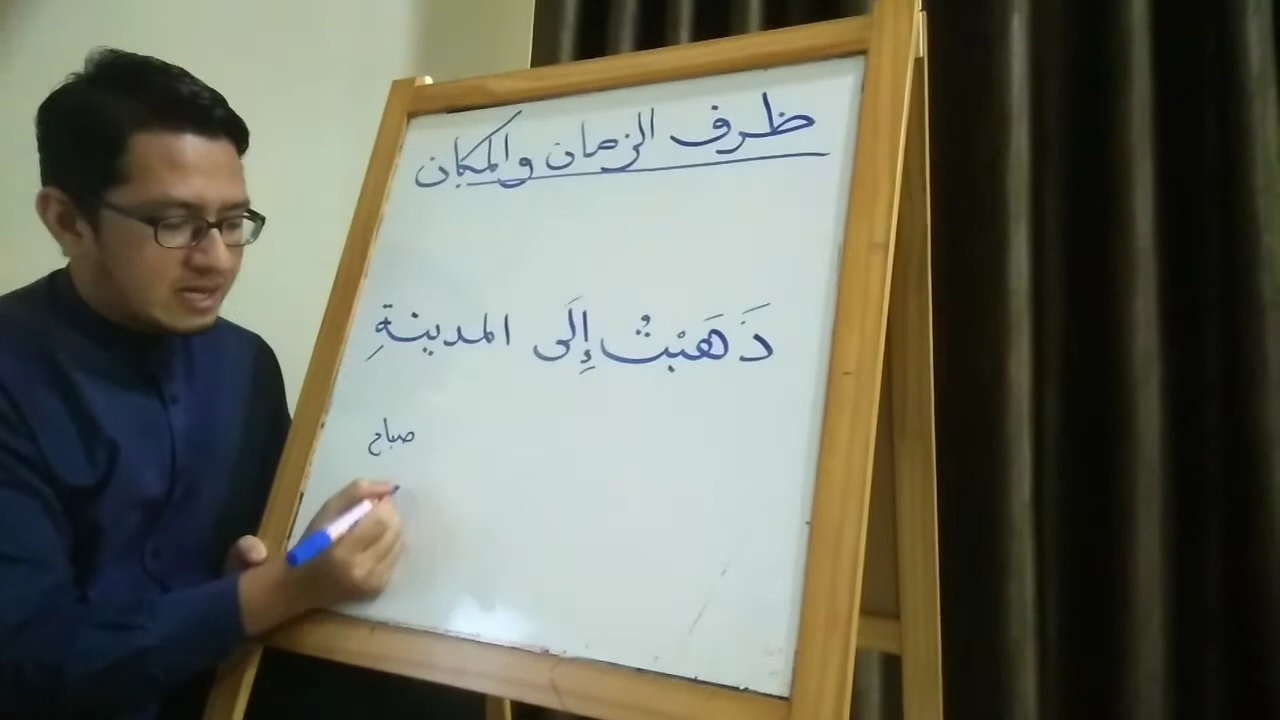 ظرف الزمان والمكان
ذَهَبْتُ إِلَى المدينةِ
صباح